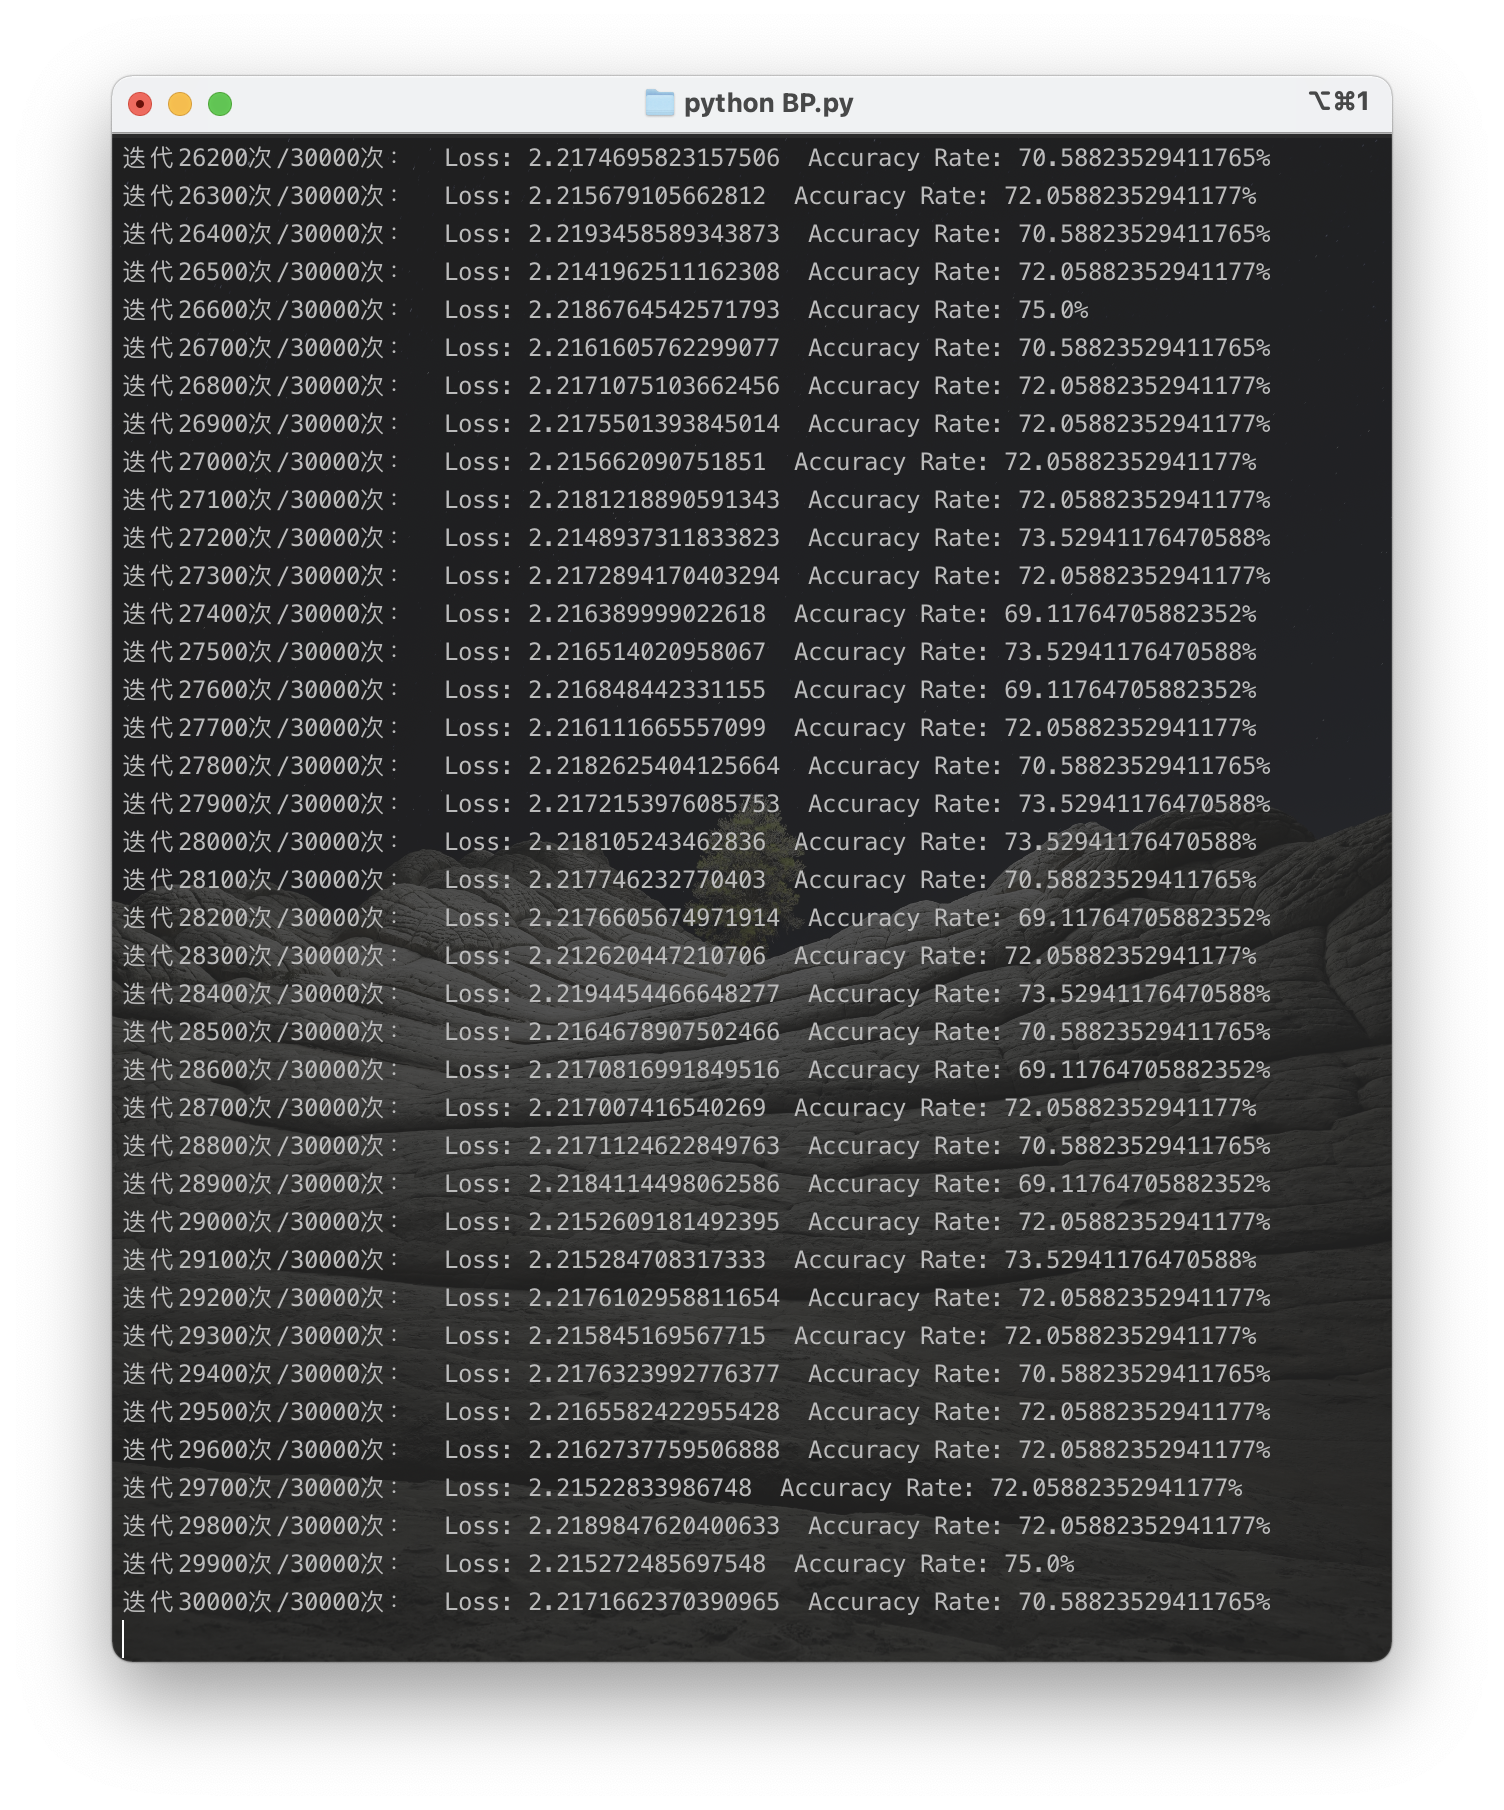 python BP.py
⌥⌘1
迭代26200次/30000次: Loss: 2.2174695823157506 Accuracy Rate: 70.58823529411765%
迭代26300次/30000次: Loss: 2.215679105662812 Accuracy Rate: 72.05882352941177%
迭代26400次/30000次: Loss: 2.2193458589343873 Accuracy Rate: 70.58823529411765%
迭代26500次/30000次: Loss: 2.2141962511162308 Accuracy Rate: 72.05882352941177%
迭代26600次/30000次: Loss: 2.2186764542571793 Accuracy Rate: 75.0%
迭代26700次/30000次: Loss: 2.2161605762299077 Accuracy Rate: 70.58823529411765%
迭代26800次/30000次: Loss: 2.2171075103662456 Accuracy Rate: 72.05882352941177%
迭代26900次/30000次: Loss: 2.2175501393845014 Accuracy Rate: 72.05882352941177%
迭代27000次/30000次: Loss: 2.215662090751851 Accuracy Rate: 72.05882352941177%
迭代27100次/30000次: Loss: 2.2181218890591343 Accuracy Rate: 72.05882352941177%
迭代27200次/30000次: Loss: 2.2148937311833823 Accuracy Rate: 73.52941176470588%
迭代27300次/30000次: Loss: 2.2172894170403294 Accuracy Rate: 72.05882352941177%
迭代27400次/30000次: Loss: 2.216389999022618 Accuracy Rate: 69.11764705882352%
迭代27500次/30000次: Loss: 2.216514020958067 Accuracy Rate: 73.52941176470588%
迭代27600次/30000次: Loss: 2.216848442331155 Accuracy Rate: 69.11764705882352%
迭代27700次/30000次: Loss: 2.216111665557099 Accuracy Rate: 72.05882352941177%
迭代27800次/30000次: Loss: 2.2182625404125664 Accuracy Rate: 70.58823529411765%
迭代27900次/30000次: Loss: 2.2172153976085753 Accuracy Rate: 73.52941176470588%
迭代28000次/30000次: Loss: 2.218105243462836 Accuracy Rate: 73.52941176470588%
迭代28100次/30000次: Loss: 2.217746232770403 Accuracy Rate: 70.58823529411765%
迭代28200次/30000次: Loss: 2.2176605674971914 Accuracy Rate: 69.11764705882352%
迭代28300次/30000次: Loss: 2.212620447210706 Accuracy Rate: 72.05882352941177%
迭代28400次/30000次: Loss: 2.2194454466648277 Accuracy Rate: 73.52941176470588%
迭代28500次/30000次: Loss: 2.2164678907502466 Accuracy Rate: 70.58823529411765%
迭代28600次/30000次: Loss: 2.2170816991849516 Accuracy Rate: 69.11764705882352%
迭代28700次/30000次: Loss: 2.217007416540269 Accuracy Rate: 72.05882352941177%
迭代28800次/30000次: Loss: 2.2171124622849763 Accuracy Rate: 70.58823529411765%
迭代28900次/30000次: Loss: 2.2184114498062586 Accuracy Rate: 69.11764705882352%
迭代29000次/30000次: Loss: 2.2152609181492395 Accuracy Rate: 72.05882352941177%
迭代29100次/30000次: Loss: 2.215284708317333 Accuracy Rate: 73.52941176470588%
迭代29200次/30000次: Loss: 2.2176102958811654 Accuracy Rate: 72.05882352941177%
迭代29300次/30000次: Loss: 2.215845169567715 Accuracy Rate: 72.05882352941177%
迭代29400次/30000次: Loss: 2.2176323992776377 Accuracy Rate: 70.58823529411765%
迭代29500次/30000次: Loss: 2.2165582422955428 Accuracy Rate: 72.05882352941177%
迭代29600次/30000次: Loss: 2.2162737759506888 Accuracy Rate: 72.05882352941177%
迭代29700次/30000次: Loss: 2.21522833986748 Accuracy Rate: 72.05882352941177%
迭代29800次/30000次: Loss: 2.2189847620400633 Accuracy Rate: 72.05882352941177%
迭代29900次/30000次: Loss: 2.215272485697548 Accuracy Rate: 75.0%
迭代30000次/30000次: Loss: 2.2171662370390965 Accuracy Rate: 70.58823529411765%